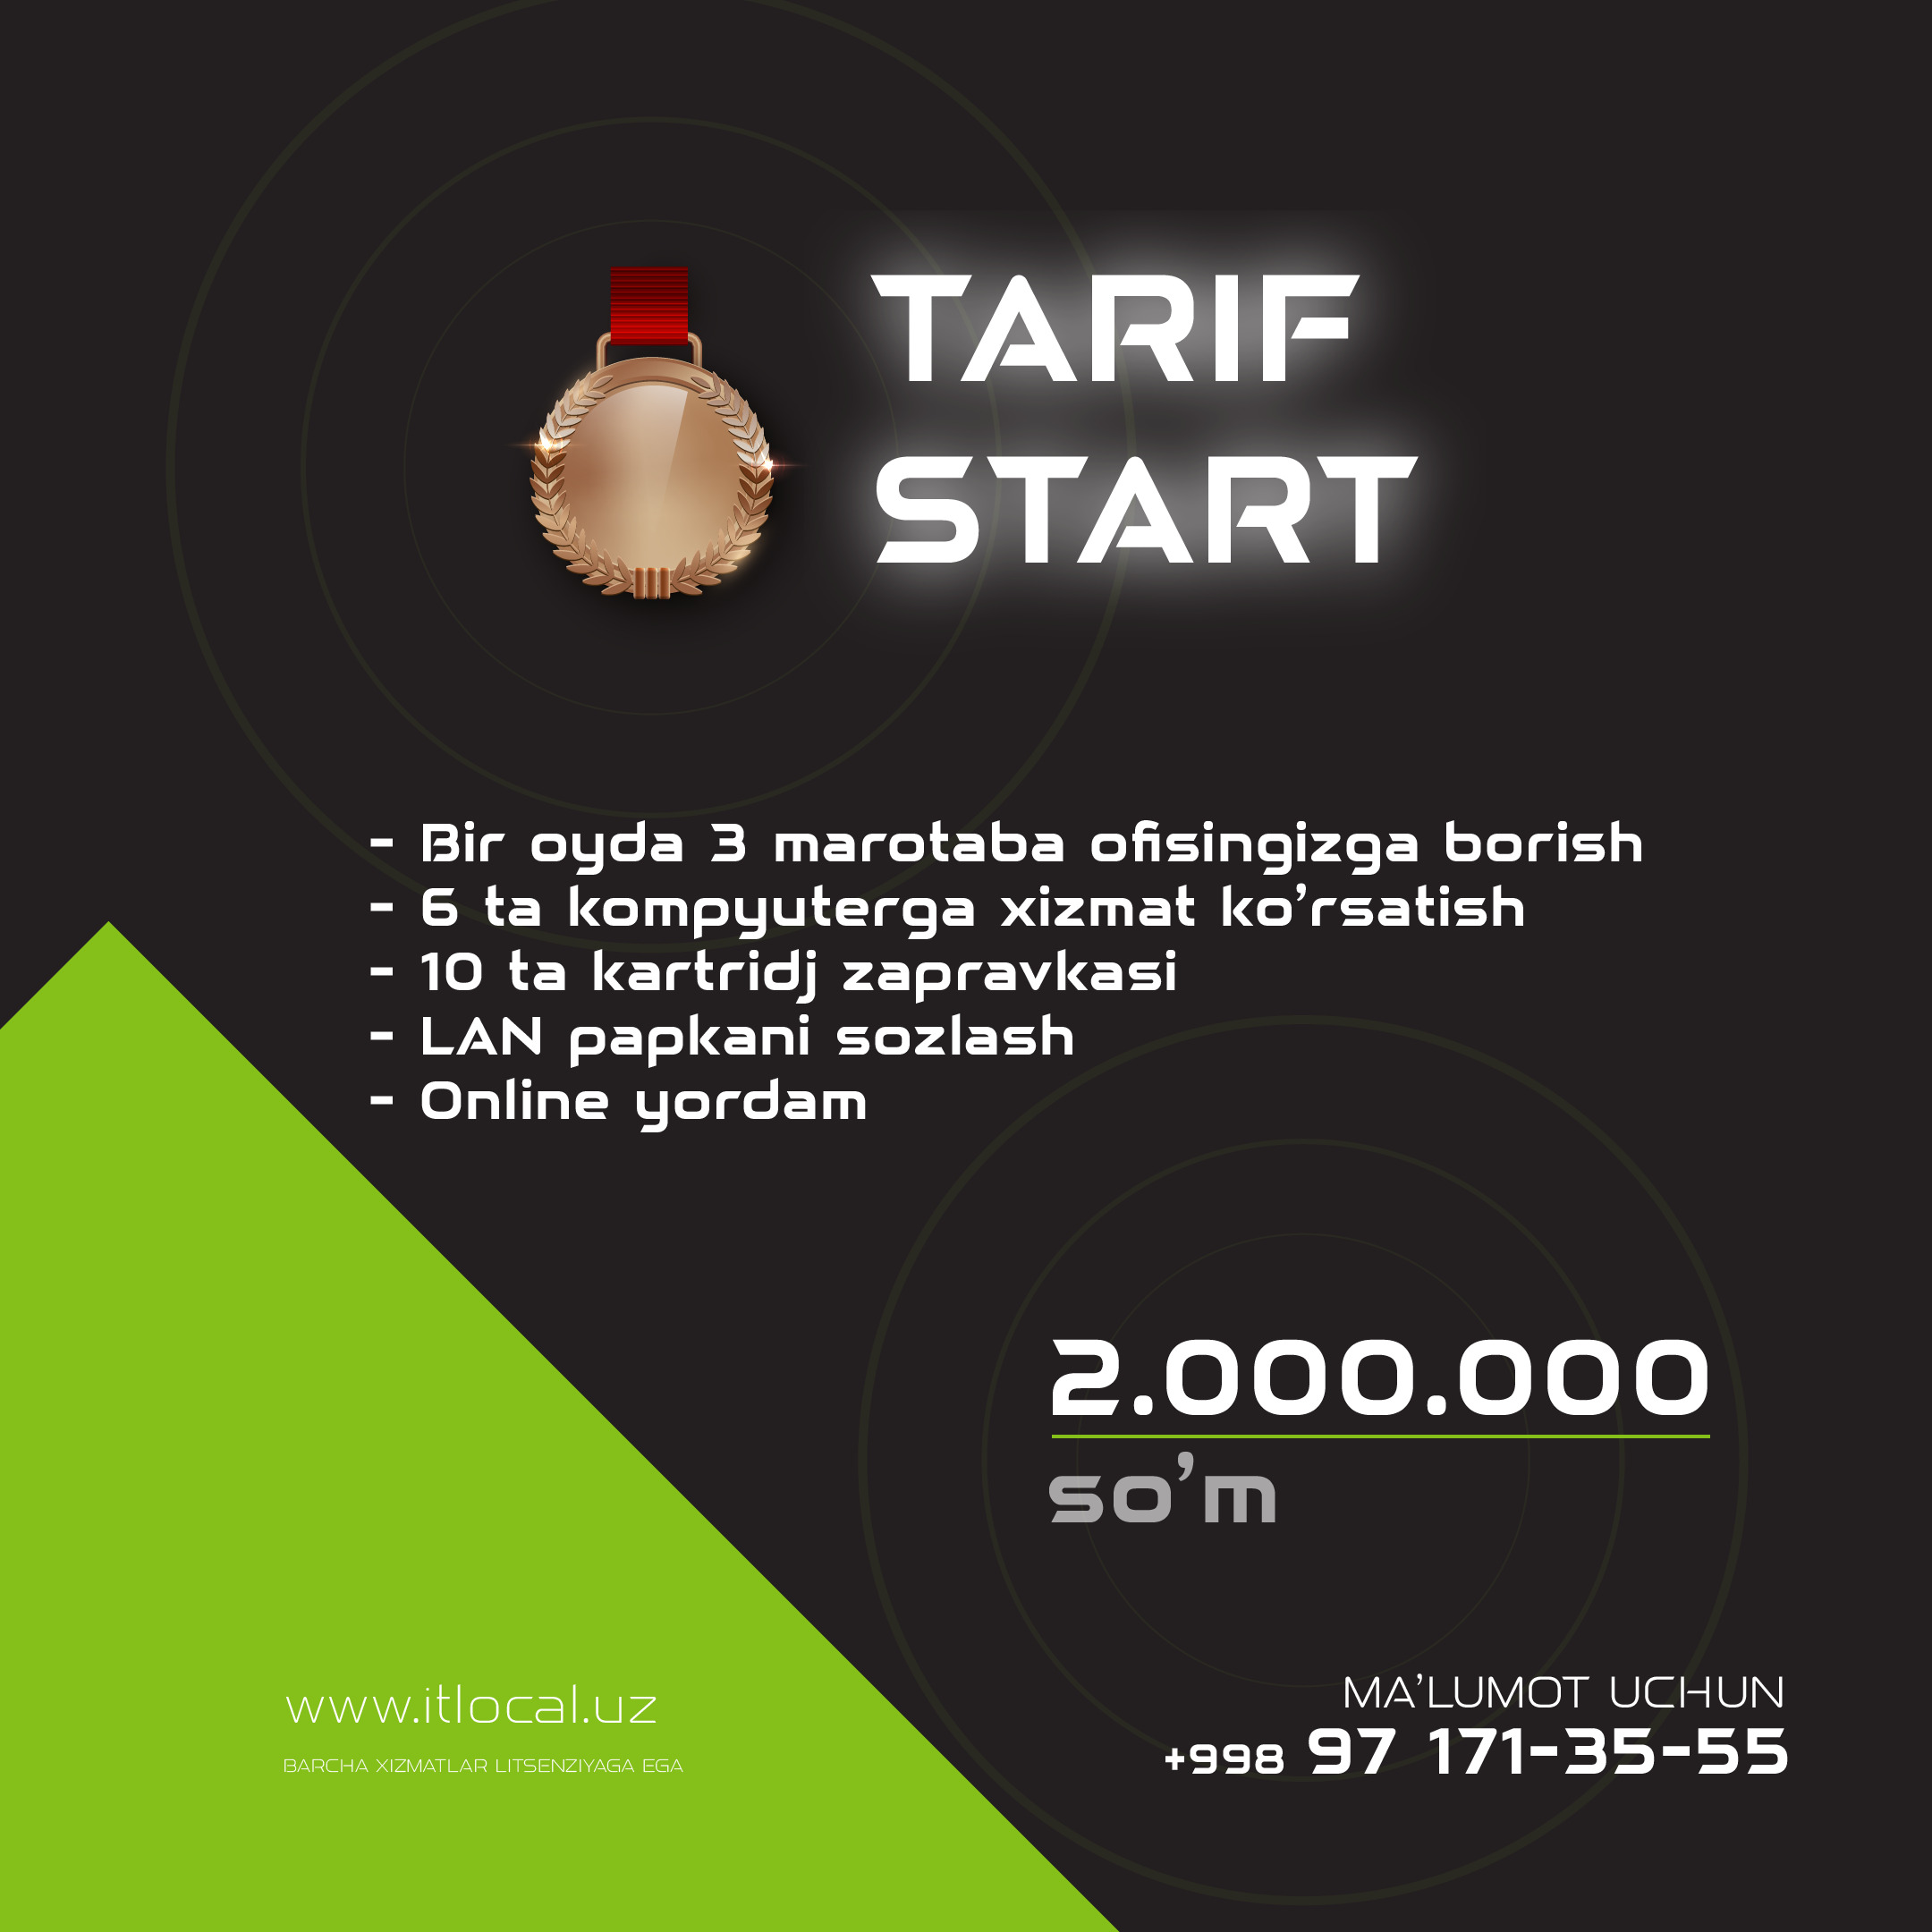 TARIF
START
- Bir oyda 3 marotaba ofisingizga borish
- 6 ta kompyuterga xizmat ko’rsatish
- 10 ta kartridj zapravkasi
- LAN papkani sozlash
- Online yordam
2.000.000
so’m
www.itlocal.uz
BARCHA XIZMATLAR LITSENZIYAGA EGA
MA’LUMOT UCHUN
+998 97 171-35-55